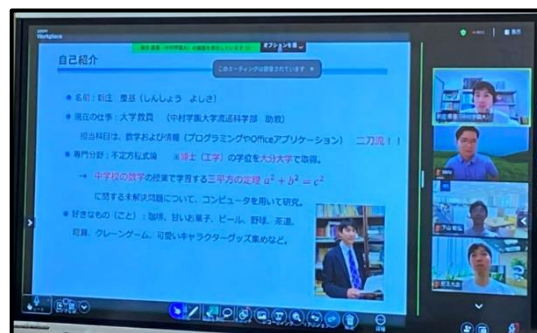 zoom
Workplace
自己紹介
このミーティングは録音されています
● 名前：新庄 慶基（しんしょう よしき）
● 現在の仕事：大学教員 （中村学園大学流通科学部 助教）
担当科目は、数学および情報（プログラミングやOfficeアプリケーション） 二刀流！！
● 専門分野：不定方程式論 ※博士（工学）の学位を大分大学で取得。
→ 中学校の数学の授業で学習する三平方の定理 a² + b² = c²
に関する未解決問題について、コンピュータを用いて研究。
● 好きなもの（こと）：珈琲、甘いお菓子、ビール、野球、茶道、
クレーンゲーム、可愛いキャラクターグッズ集めなど。